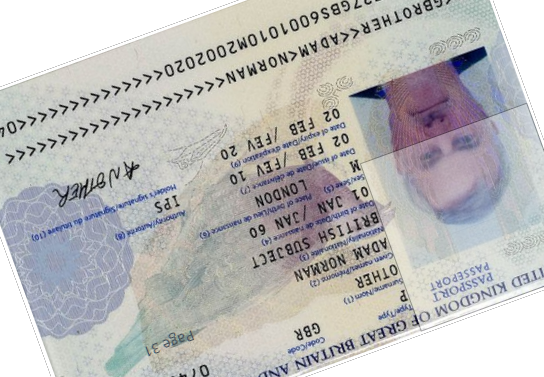 UNITED KINGDOM OF GREAT BRITAIN AND
PASSPORT
PASSEPORT
Type/Type
Code/Code
P
GBR
Surname/Nom (1)
OTHER
Given names/Prénoms (2)
ADAM NORMAN
Nationality/Nationalité (3)
BRITISH SUBJECT
Date of birth/Date de naissance (4)
01 JAN /JAN 60
Sex/Sexe (5)
Place of birth/Lieu de naissance (6)
M
LONDON
Date of issue/Date de délivrance (7)
Authority/Autorité (8)
02 FEB /FEV 10
IPS
Date of expiry/Date d'expiration (9)
Holder's signature/Signature du titulaire (10)
02 FEB /FEV 20
AN OTHER
Page 31
GBROTHER<<ADAM<NORMAN<<<<<<<<<<<<<<<<<<
7GBS6001010M2002020<<<<<<<<<<<<<<04